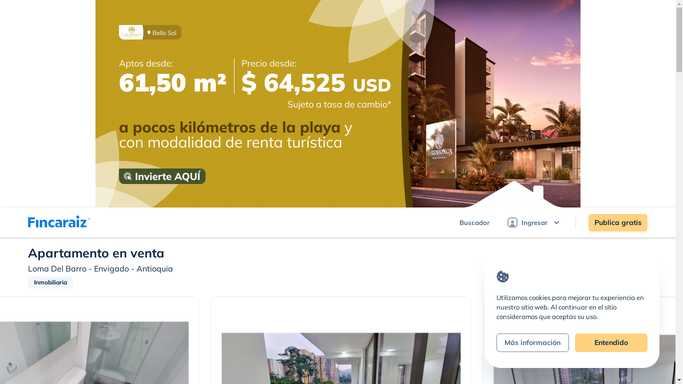 Bello Sol
Aptos desde:
61,50 m²
Precio desde:
$ 64,525 USD
Sujeto a tasa de cambio*
a pocos kilómetros de la playa y
con modalidad de renta turística
Invierte AQUÍ
Fincaraiz
Buscador
Ingresar
Publica gratis
Apartamento en venta
Loma Del Barro - Envigado - Antioquia
Inmobiliaria
Utilizamos cookies para mejorar tu experiencia en
nuestro sitio web. Al continuar en el sitio
consideramos que aceptas su uso.
Más información
Entendido